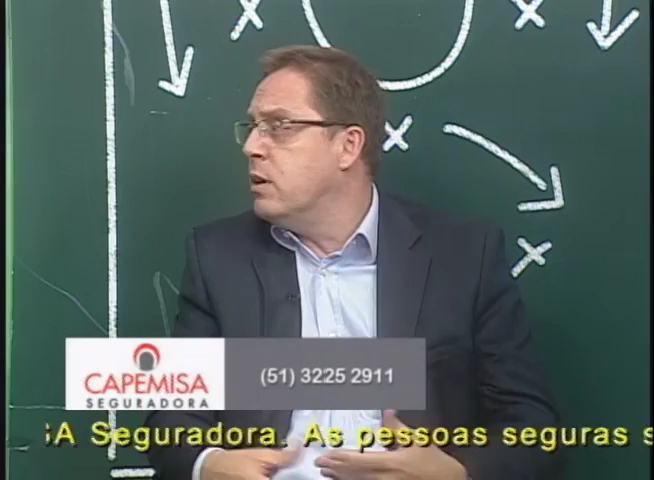 CAPEMISA
SEGURADORA
(51) 3225 2911
A Seguradora. As pessoas seguras